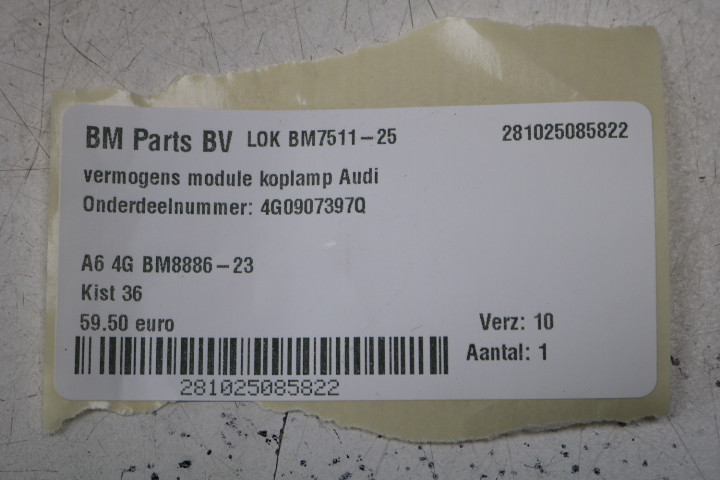 BM Parts BV LOK BM7511-25 281025085822
vermogens module koplamp Audi
Onderdeelnummer: 4G0907397Q
A6 4G BM8886-23
Kist 36
59.50 euro Verz: 10
Aantal: 1
281025085822